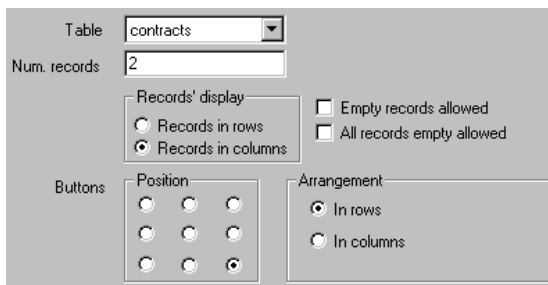 Table contracts
Num. records 2
Records' display
Records in rows
Records in columns
Empty records allowed
All records empty allowed
Buttons
Position
Arrangement
In rows
In columns